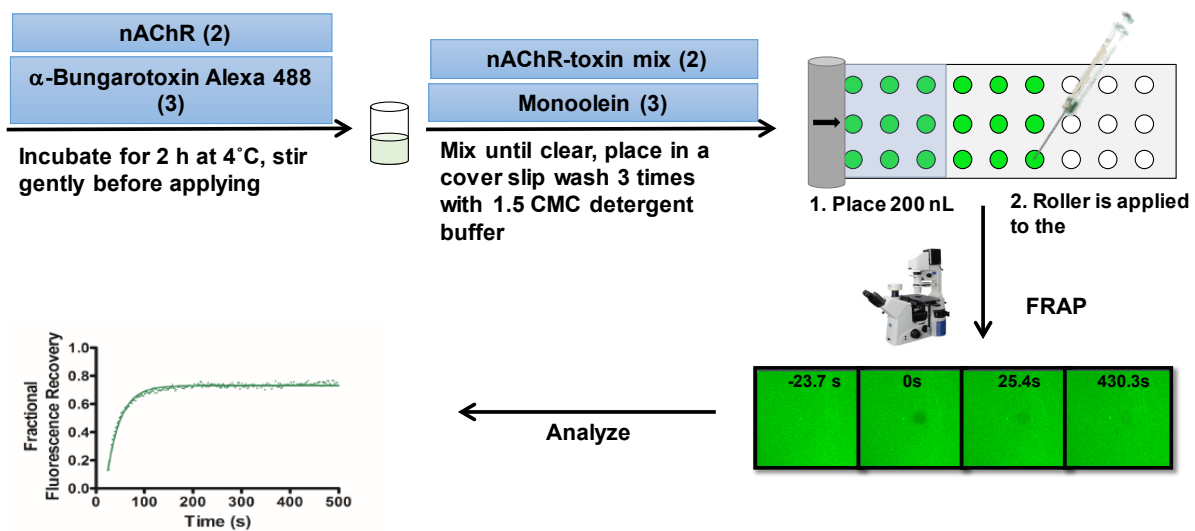 nAChR (2)
α-Bungarotoxin Alexa 488
(3)
Incubate for 2 h at 4˚C, stir
gently before applying
nAChR-toxin mix (2)
Monoolein (3)
Mix until clear, place in a
cover slip wash 3 times
with 1.5 CMC detergent
buffer
1. Place 200 nL
2. Roller is applied
to the
FRAP
-23.7 s
0s
25.4s
430.3s
Analyze
Fractional
Fluorescence Recovery
1.0
0.8
0.6
0.4
0.2
0.0
0
100
200
300
400
500
Time (s)